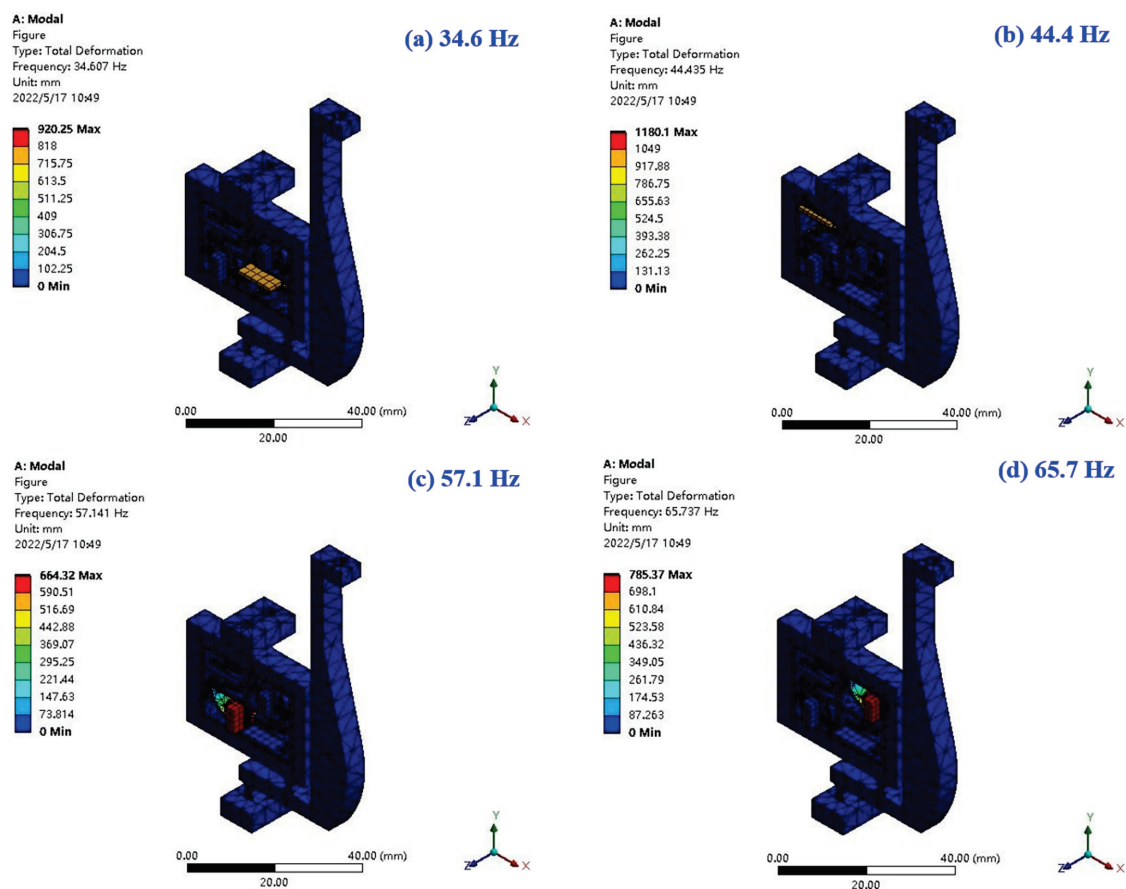 A: Modal
Figure
Type: Total Deformation
Frequency: 34.607 Hz
Unit: mm
2022/5/17 10:49
(a) 34.6 Hz
920.25 Max
818
715.75
613.5
511.25
409
306.75
204.5
102.25
0 Min
0.00
40.00 (mm)
20.00
Y
Z
X
A: Modal
Figure
Type: Total Deformation
Frequency: 44.435 Hz
Unit: mm
2022/5/17 10:49
(b) 44.4 Hz
1180.1 Max
1049
917.88
786.75
655.63
524.5
393.38
262.25
131.13
0 Min
0.00
40.00 (mm)
20.00
Y
Z
X
A: Modal
Figure
Type: Total Deformation
Frequency: 57.141 Hz
Unit: mm
2022/5/17 10:49
(c) 57.1 Hz
664.32 Max
590.51
516.69
442.88
369.07
295.25
221.44
147.63
73.814
0 Min
0.00
40.00 (mm)
20.00
Y
Z
X
A: Modal
Figure
Type: Total Deformation
Frequency: 65.737 Hz
Unit: mm
2022/5/17 10:49
(d) 65.7 Hz
785.37 Max
698.1
610.84
523.58
436.32
349.05
261.79
174.53
87.263
0 Min
0.00
40.00 (mm)
20.00
Y
Z
X